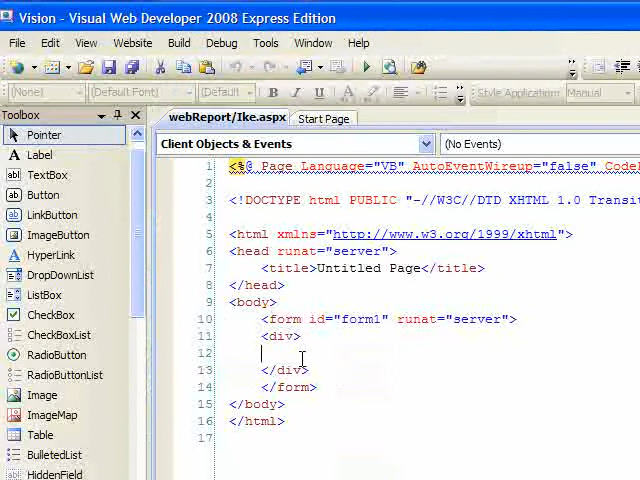 Vision - Visual Web Developer 2008 Express Edition
File Edit View Website Build Debug Tools Window Help
(None) (Default Font) (Default B I U A Style Application: Manual
Toolbox
webReport/Ike.aspx Start Page
Client Objects & Events (No Events)
Pointer
Label
TextBox
Button
LinkButton
ImageButton
HyperLink
DropDownList
ListBox
CheckBox
CheckBoxList
RadioButton
RadioButtonList
Image
ImageMap
Table
BulletedList
HiddenField
1 <%@ Page Language="VB" AutoEventWireup="false" CodeF
2
3 <!DOCTYPE html PUBLIC "-//W3C//DTD XHTML 1.0 Transit
4
5 <html xmlns="http://www.w3.org/1999/xhtml">
6 <head runat="server">
7 <title>Untitled Page</title>
8 </head>
9 <body>
10 <form id="form1" runat="server">
11 <div>
12
13 </div>
14 </form>
15 </body>
16 </html>
17